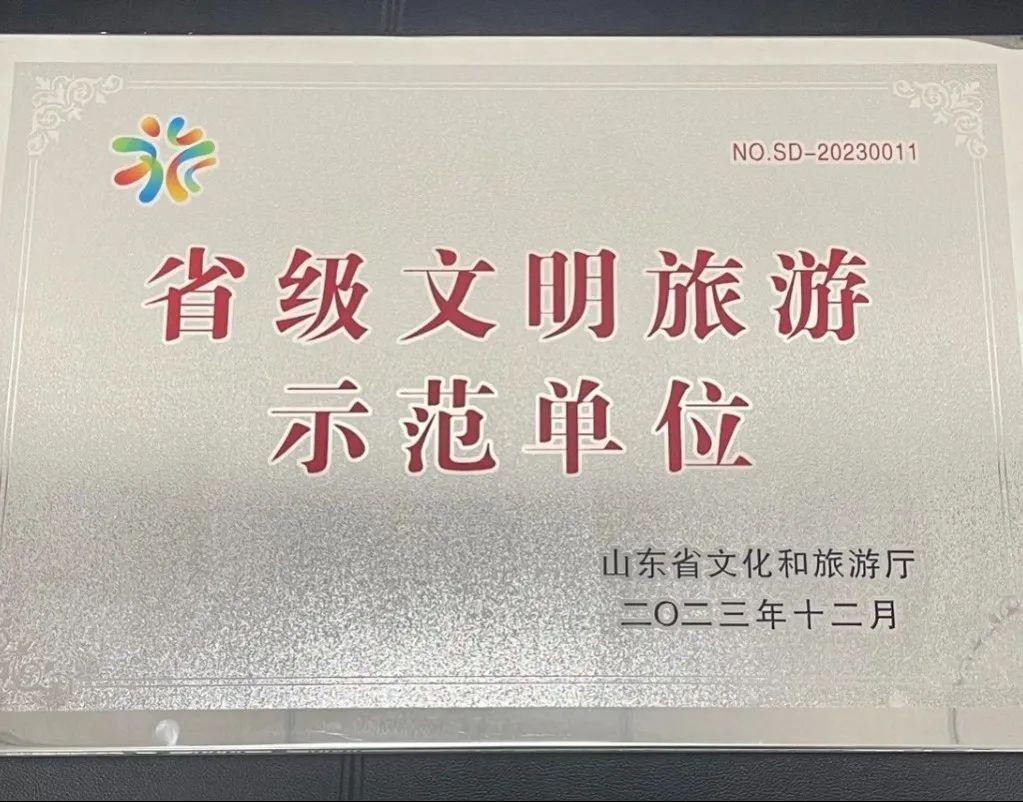 NO.SD-20230011
省级文明旅游
示范单位
山东省文化和旅游厅
二〇二三年十二月